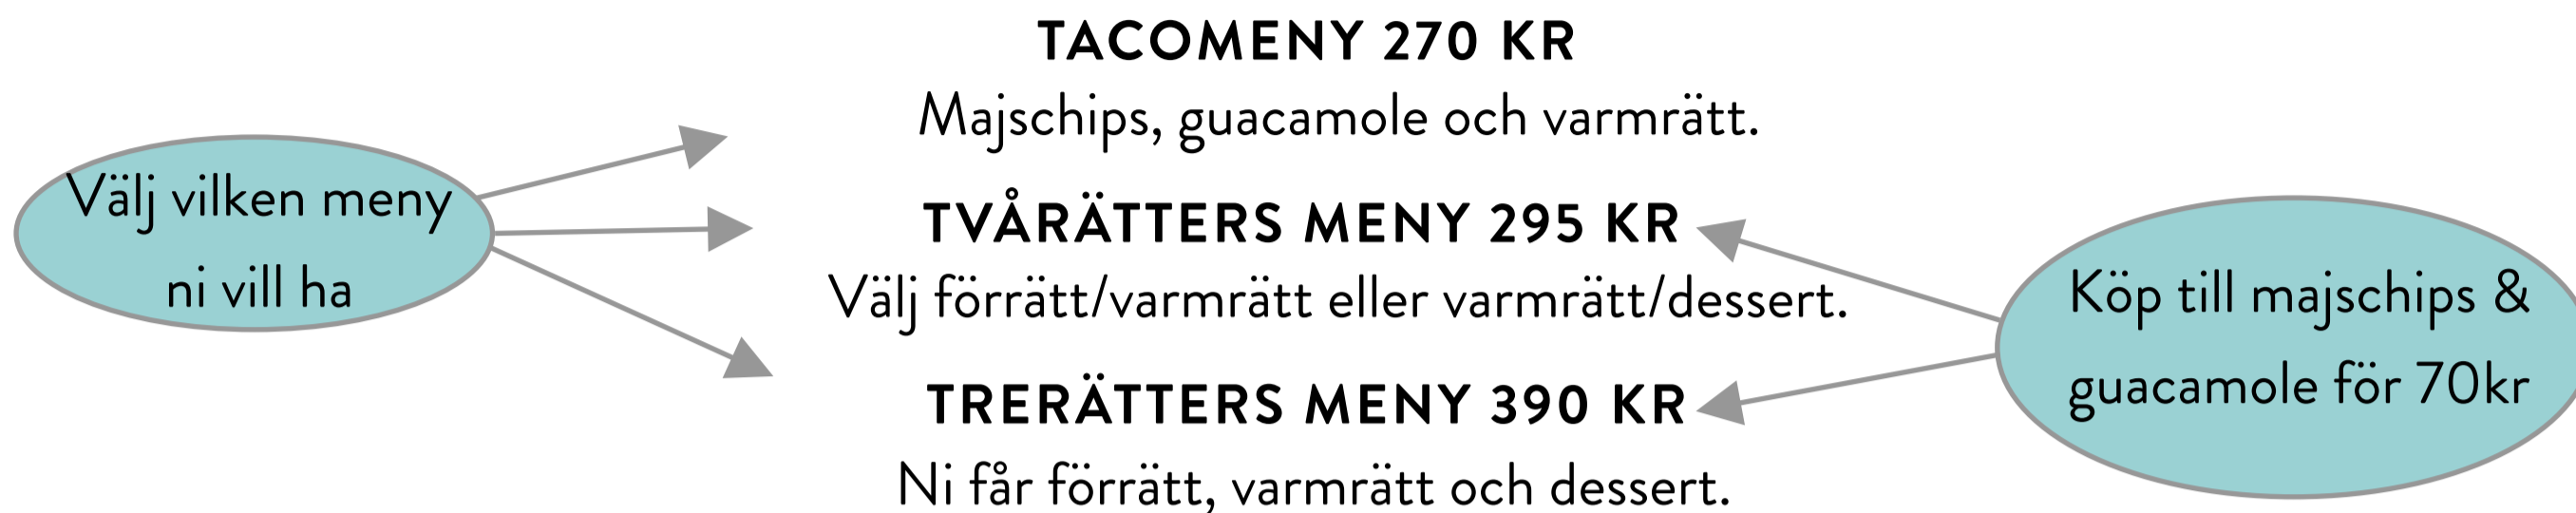 TACOMENY 270 KR
Majschips, guacamole och varmrätt.
Välj vilken meny
ni vill ha
TVÅRÄTTERS MENY 295 KR
Välj förrätt/varmrätt eller varmrätt/dessert.
Köp till majschips &
guacamole för 70kr
TRERÄTTERS MENY 390 KR
Ni får förrätt, varmrätt och dessert.